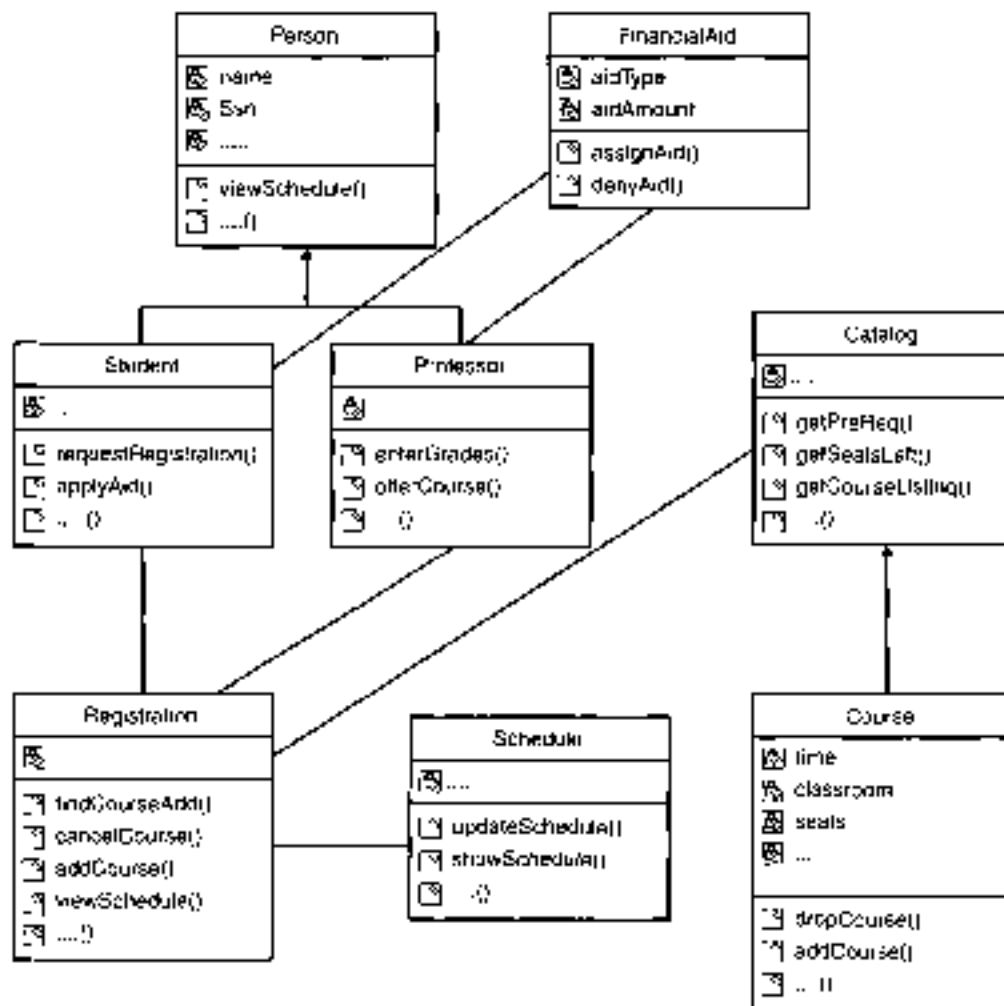 Person
name
Ssn
.....
viewSchedule()
.....()
FinancialAid
aidType
aidAmount
assignAid()
denyAid()
Student
..
requestRegistration()
applyAid()
.. ..()
Professor
enterGrades()
offerCourse()
.. ()
Catalog
....
getPreReq()
getSeatsLeft()
getCourseListing()
..()
Registration
findCourseAdd()
cancelCourse()
addCourse()
viewSchedule()
....()
Schedule
....
updateSchedule()
showSchedule()
..()
Course
time
classroom
seats
...
dropCourse()
addCourse()
... ()